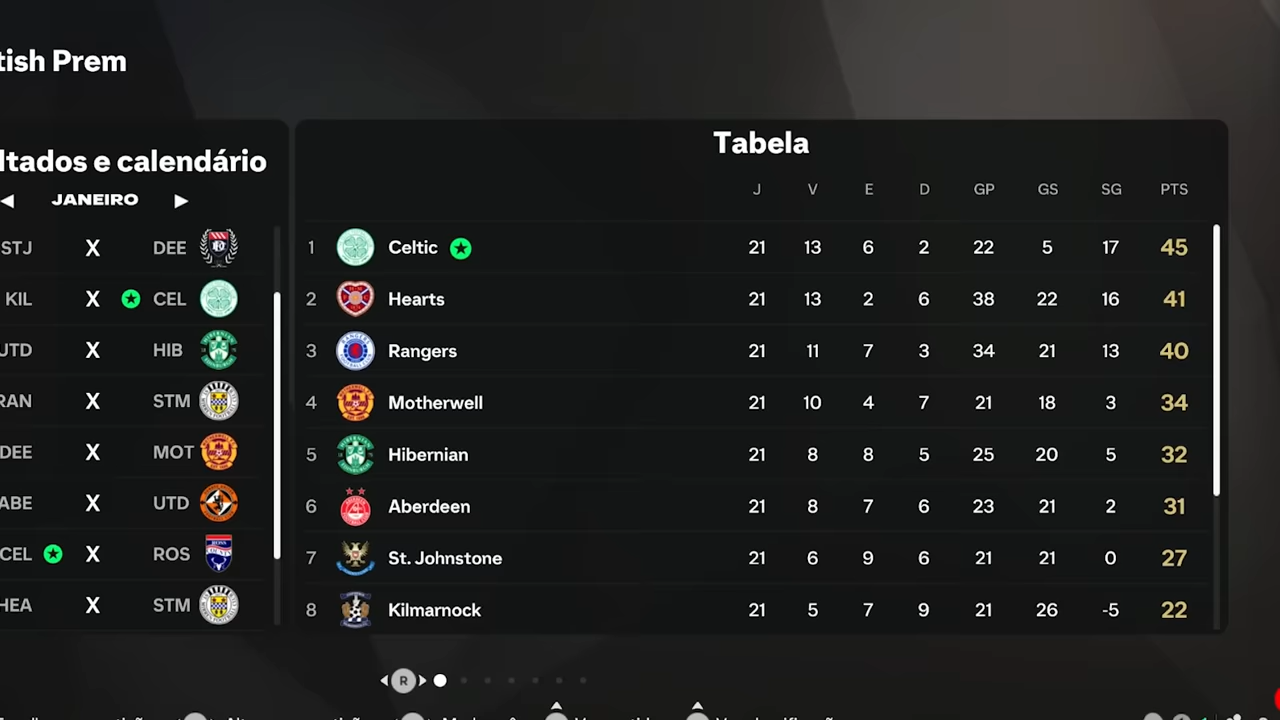 tish Prem
ltados e calendário
JANEIRO
STJ X DEE
KIL X CEL
UTD X HIB
RAN X STM
DEE X MOT
ABE X UTD
CEL X ROS
HEA X STM
Tabela
J V E D GP GS SG PTS
1 Celtic 21 13 6 2 22 5 17 45
2 Hearts 21 13 2 6 38 22 16 41
3 Rangers 21 11 7 3 34 21 13 40
4 Motherwell 21 10 4 7 21 18 3 34
5 Hibernian 21 8 8 5 25 20 5 32
6 Aberdeen 21 8 7 6 23 21 2 31
7 St. Johnstone 21 6 9 6 21 21 0 27
8 Kilmarnock 21 5 7 9 21 26 -5 22
R